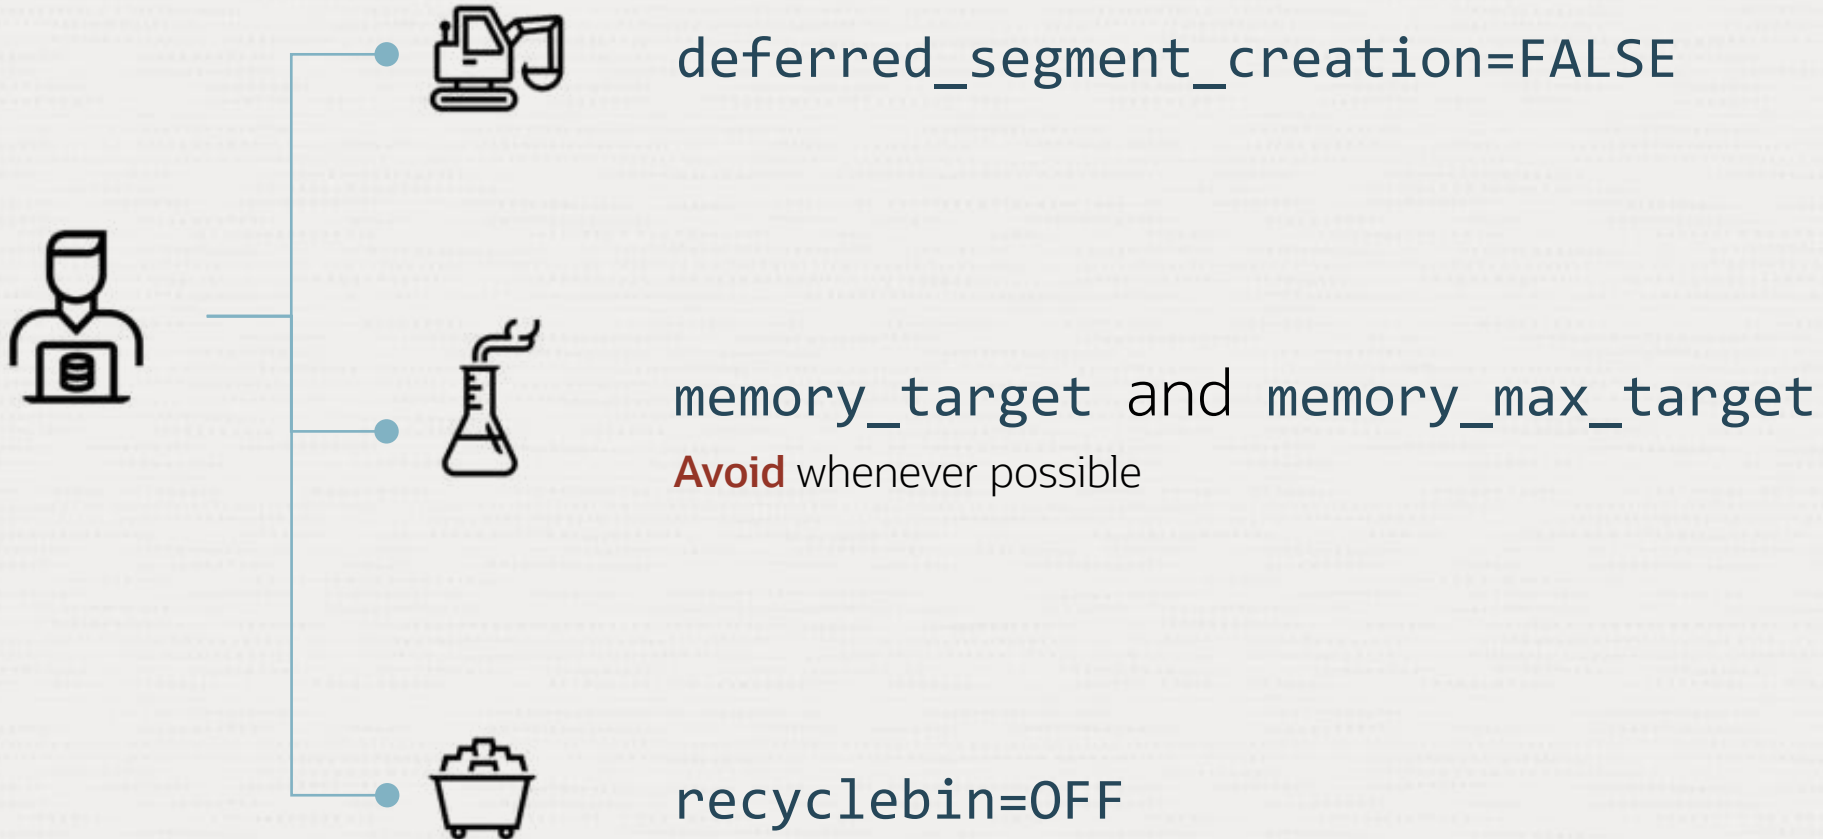 deferred_segment_creation=FALSE
memory_target and memory_max_target
Avoid whenever possible
recyclebin=OFF